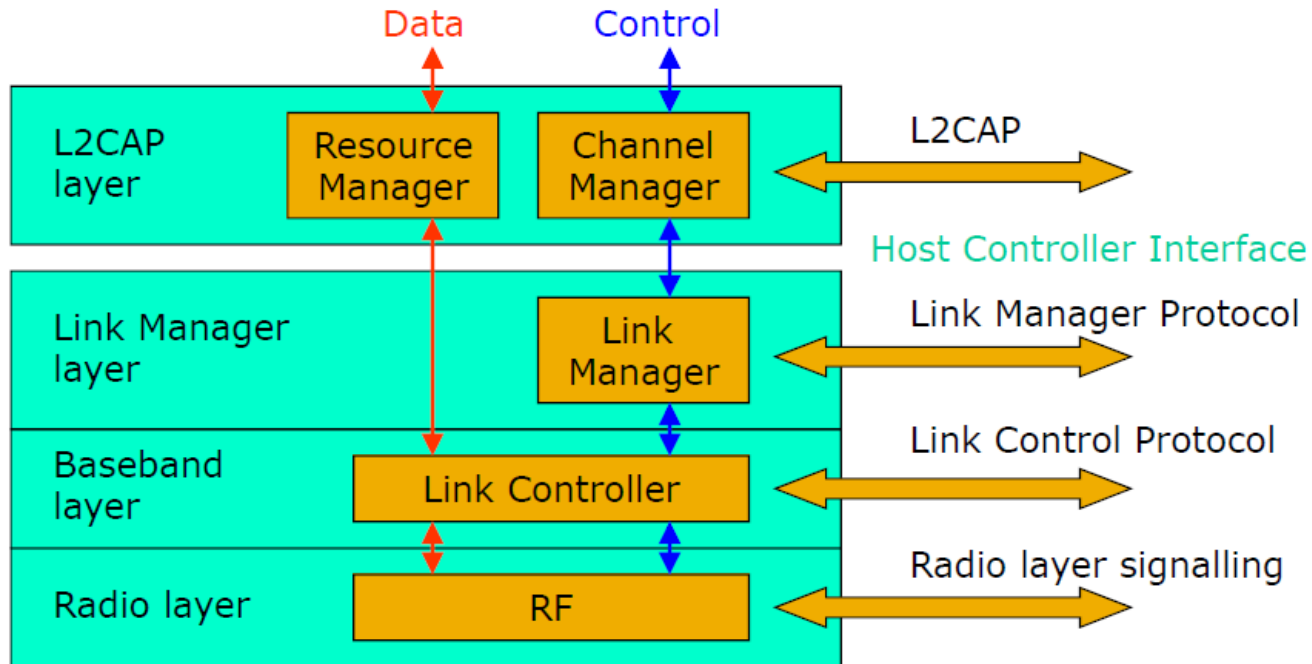 Data
Control
L2CAP
layer
Resource
Manager
Channel
Manager
L2CAP
Host Controller Interface
Link Manager
layer
Link
Manager
Link Manager Protocol
Baseband
layer
Link Controller
Link Control Protocol
Radio layer
RF
Radio layer signalling